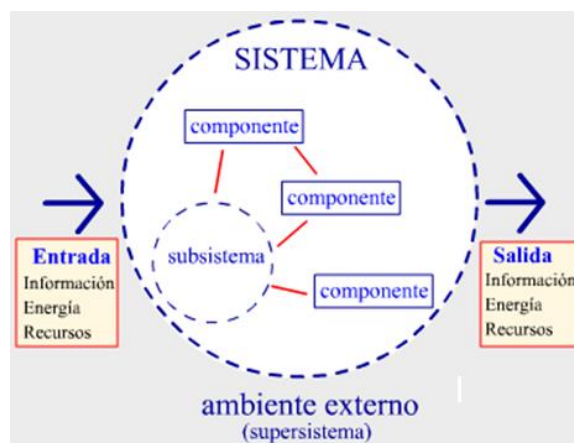 SISTEMA
componente
componente
subsistema
componente
Entrada
Información
Energía
Recursos
Salida
Información
Energía
Recursos
ambiente externo
(supersistema)